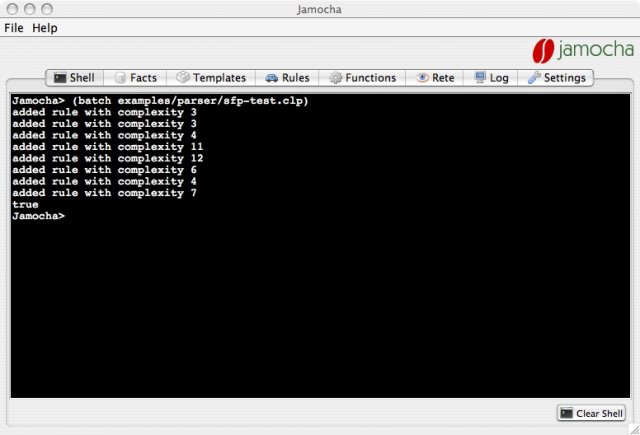 Jamocha
File Help
jamocha
Shell Facts Templates Rules Functions Rete Log Settings
Jamocha> (batch examples/parser/sfp-test.clp)
added rule with complexity 3
added rule with complexity 3
added rule with complexity 4
added rule with complexity 11
added rule with complexity 12
added rule with complexity 6
added rule with complexity 4
added rule with complexity 7
true
Jamocha>
Clear Shell